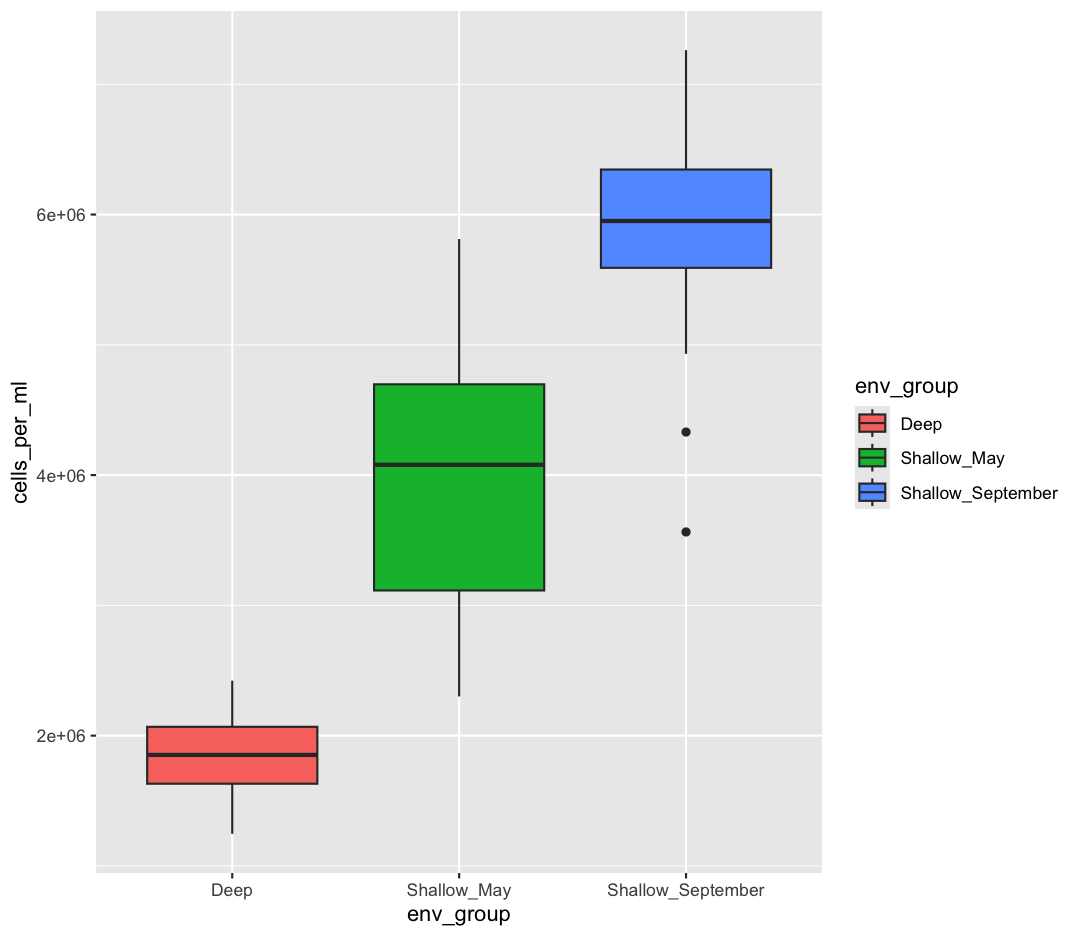 cells_per_ml
6e+06
4e+06
2e+06
Deep
Shallow_May
Shallow_September
env_group
env_group
Deep
Shallow_May
Shallow_September